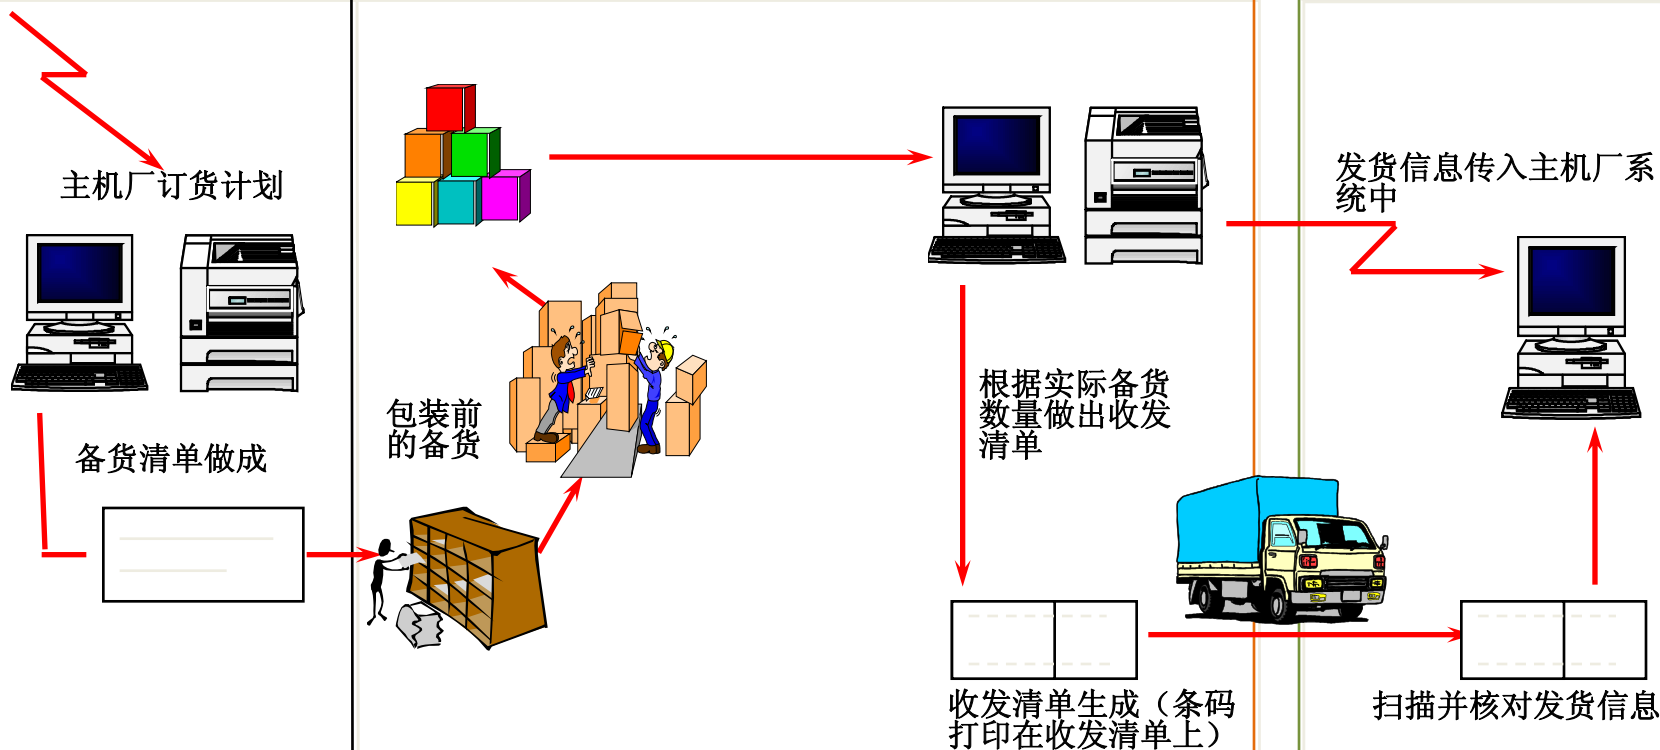 主机厂订货计划
备货清单做成
包装前
的备货
根据实际备货
数量做出收发
清单
收发清单生成（条码
打印在收发清单上）
发货信息传入主机厂系
统中
扫描并核对发货信息